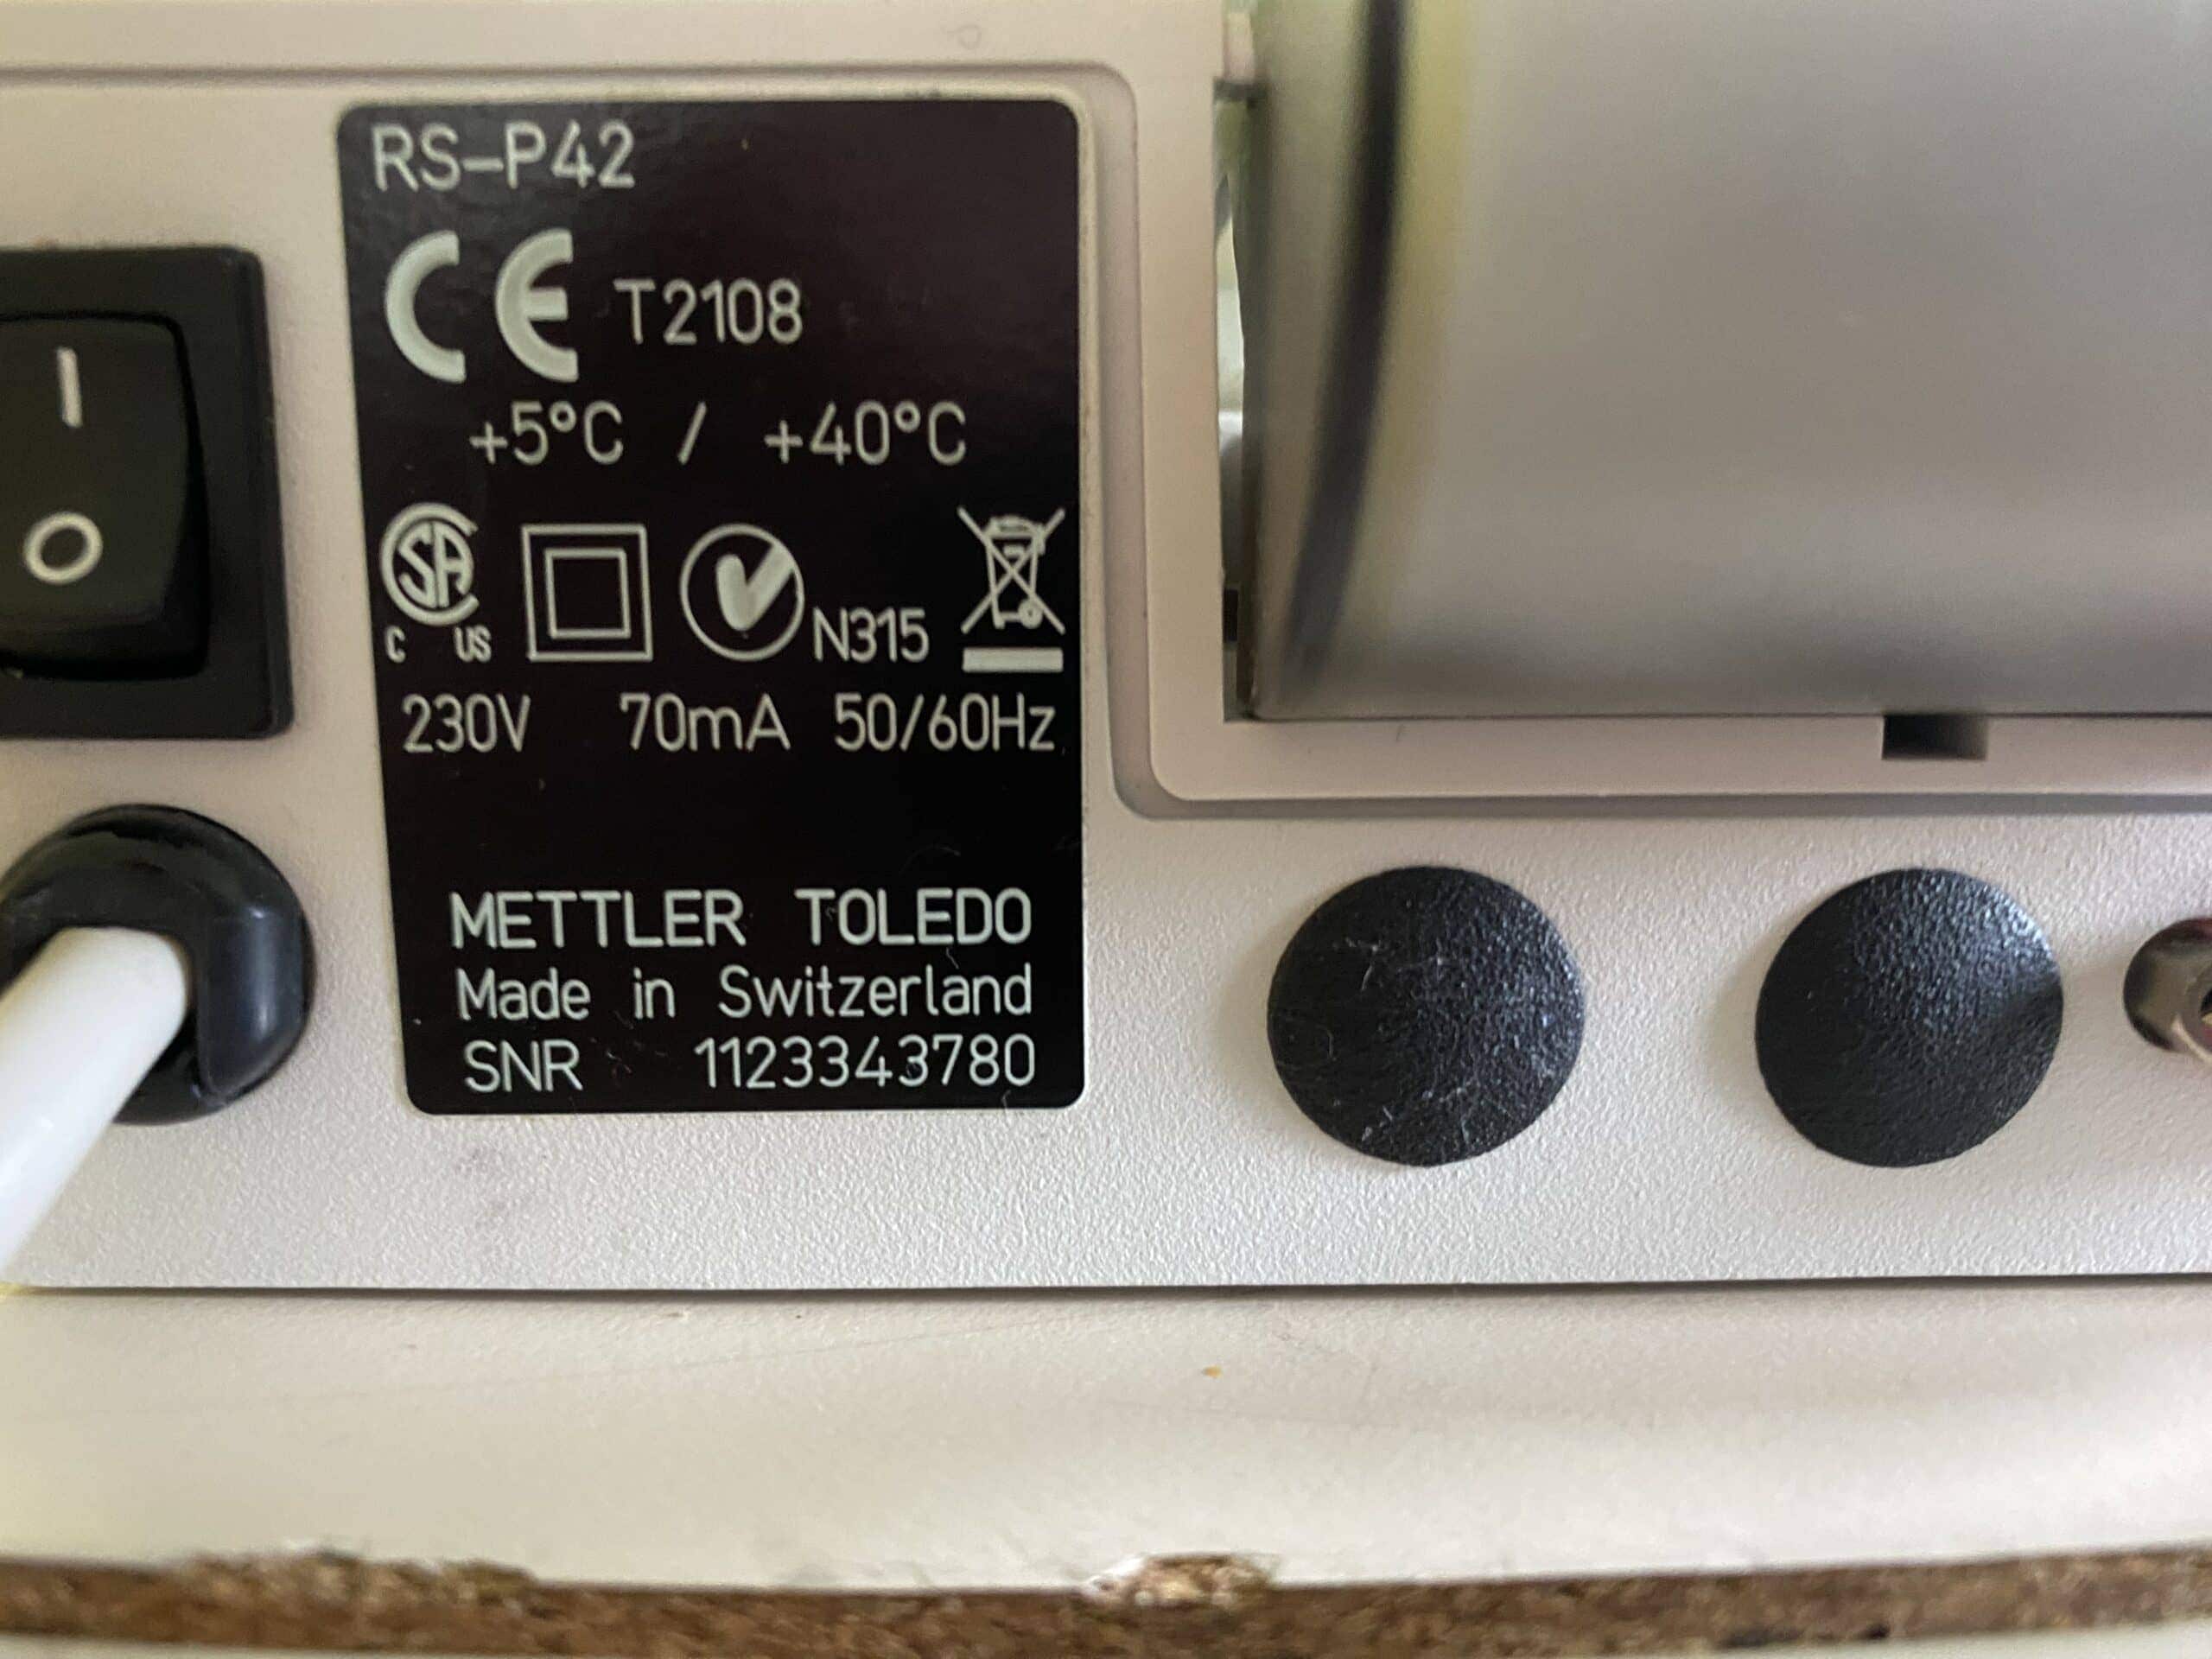 RS-P42
CE T2108
+5°C / +40°C
C SA US N315
230V 70mA 50/60Hz
METTLER TOLEDO
Made in Switzerland
SNR 1123343780
I
O